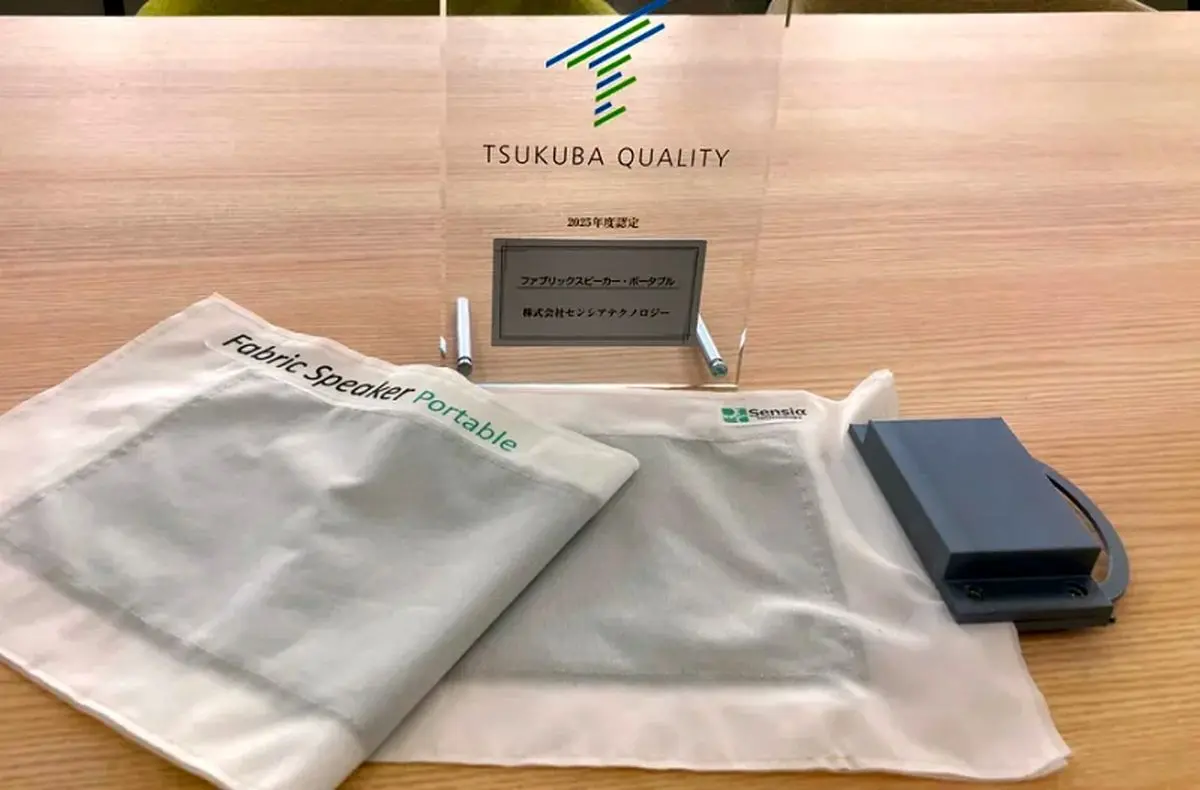 TSUKUBA QUALITY
2025年度認定
ファブリックスピーカー・ポータブル
株式会社センシアテクノロジー
Fabric Speaker Portable
Sensia
Technology